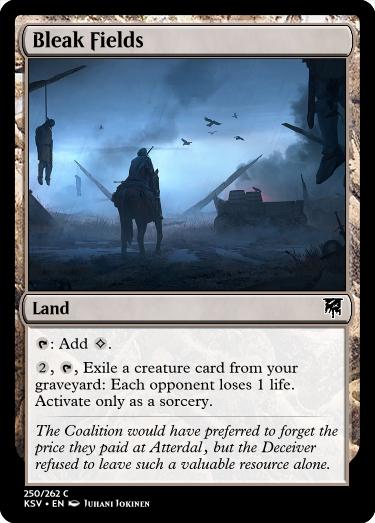 Bleak Fields
Land
: Add .
2, , Exile a creature card from your
graveyard: Each opponent loses 1 life.
Activate only as a sorcery.
The Coalition would have preferred to forget the
price they paid at Atterdal, but the Deceiver
refused to leave such a valuable resource alone.
250/262 C
KSV • EN Juhani Jokinen